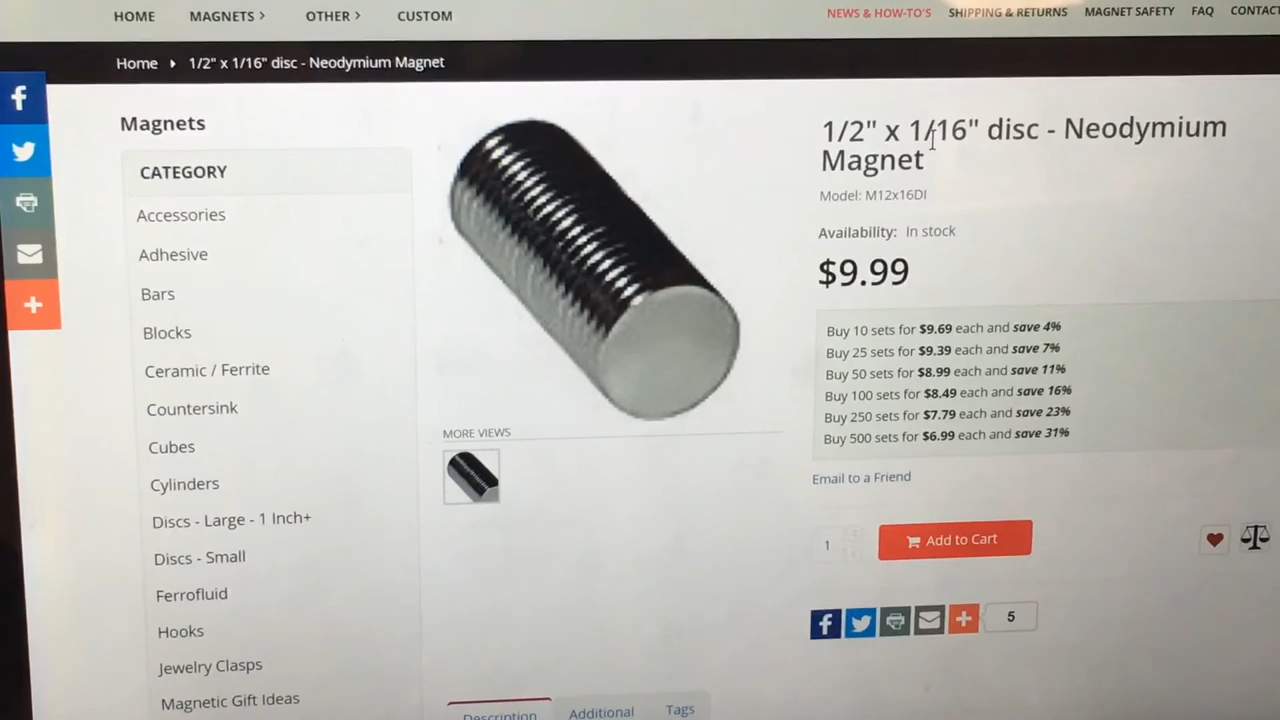 HOME MAGNETS > OTHER > CUSTOM
NEWS & HOW-TO'S SHIPPING & RETURNS MAGNET SAFETY FAQ CONTACT
Home 1/2" x 1/16" disc - Neodymium Magnet
Magnets
CATEGORY
Accessories
Adhesive
Bars
Blocks
Ceramic / Ferrite
Countersink
Cubes
Cylinders
Discs - Large - 1 Inch+
Discs - Small
Ferrofluid
Hooks
Jewelry Clasps
Magnetic Gift Ideas
MORE VIEWS
1/2" x 1/16" disc - Neodymium
Magnet
Model: M12x16DI
Availability: In stock
$9.99
Buy 10 sets for $9.69 each and save 4%
Buy 25 sets for $9.39 each and save 7%
Buy 50 sets for $8.99 each and save 11%
Buy 100 sets for $8.49 each and save 16%
Buy 250 sets for $7.79 each and save 23%
Buy 500 sets for $6.99 each and save 31%
Email to a Friend
1 Add to Cart
5
Description Additional Tags